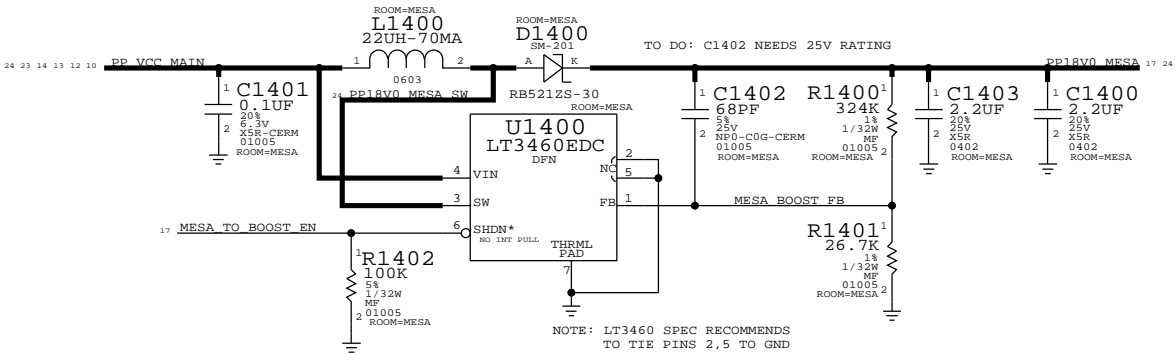 ROOM=MESA
L1400
22UH-70MA
1
2
0603
ROOM=MESA
D1400
SM-201
A
K
RB521ZS-30
ROOM=MESA
TO DO: C1402 NEEDS 25V RATING
24 23 14 13 12 10
PP_VCC_MAIN
24 PP18V0_MESA_SW
PP18V0_MESA
17 24
1
C1401
0.1UF
20%
6.3V
2
X5R-CERM
01005
ROOM=MESA
U1400
LT3460EDC
DFN
4
VIN
3
SW
6
SHDN*
NO INT PULL
THRML
PAD
7
NC
2
5
FB
1
1
C1402
68PF
5%
25V
2
NP0-C0G-CERM
01005
ROOM=MESA
R1400
1
324K
1%
1/32W
MF
01005
2
ROOM=MESA
1
C1403
2.2UF
20%
25V
2
X5R
0402
ROOM=MESA
1
C1400
2.2UF
20%
25V
2
X5R
0402
ROOM=MESA
MESA_BOOST_FB
R1401
1
26.7K
1%
1/32W
MF
01005
2
ROOM=MESA
17
MESA_TO_BOOST_EN
1
R1402
100K
5%
1/32W
MF
2
01005
ROOM=MESA
NOTE: LT3460 SPEC RECOMMENDS
TO TIE PINS 2,5 TO GND